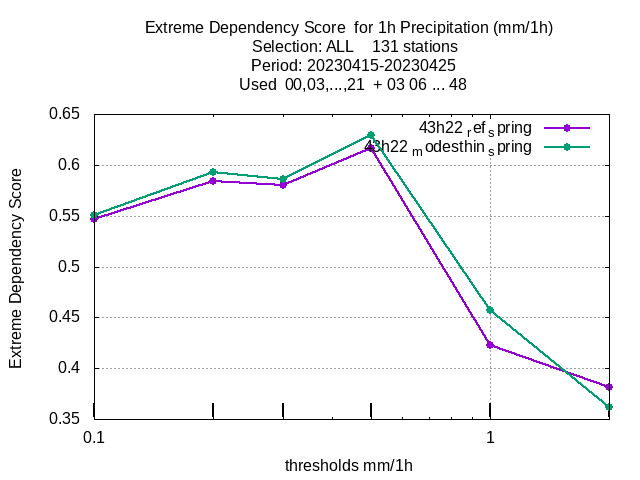 Extreme Dependency Score for 1h Precipitation (mm/1h)
Selection: ALL 131 stations
Period: 20230415-20230425
Used 00,03,...,21 + 03 06 ... 48
43h22 ref spring
43h22 modesthin spring
0.65
0.6
0.55
0.5
0.45
0.4
0.35
Extreme Dependency Score
0.1
1
thresholds mm/1h